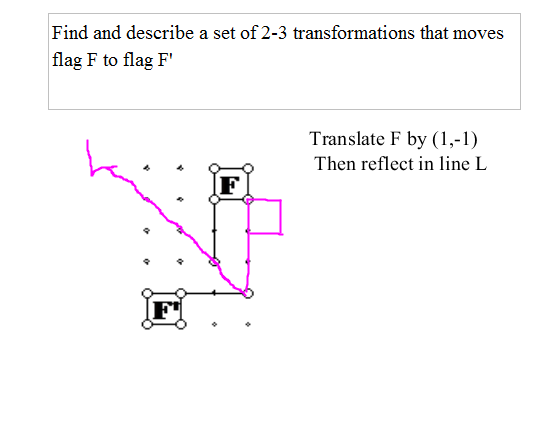 Find and describe a set of 2-3 transformations that moves
flag F to flag F'
Translate F by (1,-1)
Then reflect in line L
F
F'